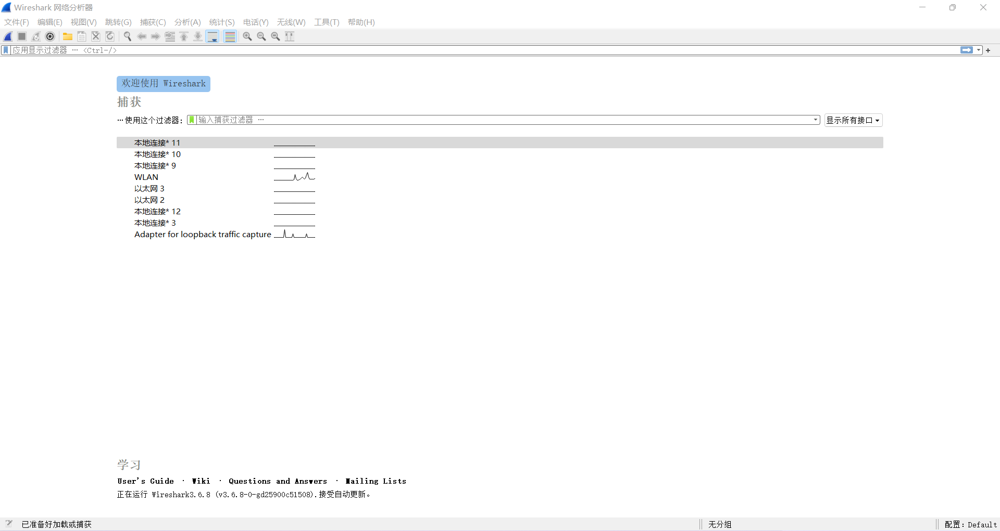 Wireshark 网络分析器
文件(F) 编辑(E) 视图(V) 跳转(G) 捕获(C) 分析(A) 统计(S) 电话(Y) 无线(W) 工具(T) 帮助(H)
应用显示过滤器 … <Ctrl-/>
+
欢迎使用 Wireshark
捕获
…使用这个过滤器: 输入捕获过滤器 … 显示所有接口
本地连接* 11
本地连接* 10
本地连接* 9
WLAN
以太网 3
以太网 2
本地连接* 12
本地连接* 3
Adapter for loopback traffic capture
学习
User's Guide · Wiki · Questions and Answers · Mailing Lists
正在运行 Wireshark3.6.8 (v3.6.8-0-gd25900c51508).接受自动更新。
已准备好加载或捕获 无分组 配置: Default